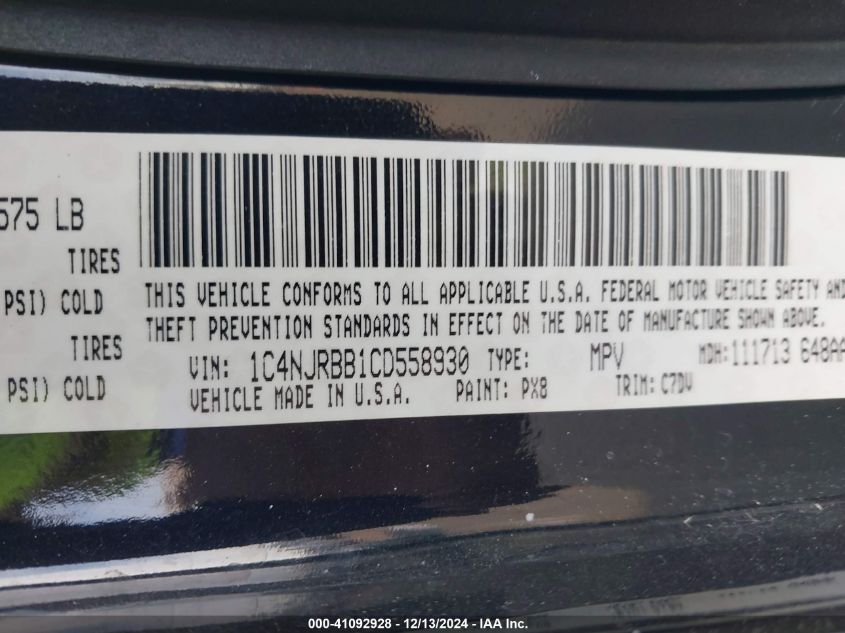 575 LB
TIRES
PSI) COLD
TIRES
PSI) COLD
THIS VEHICLE CONFORMS TO ALL APPLICABLE U.S.A. FEDERAL MOTOR VEHICLE SAFETY AND
THEFT PREVENTION STANDARDS IN EFFECT ON THE DATE OF MANUFACTURE SHOWN ABOVE.
VIN: 1C4NJRBB1CD558930 TYPE: MPV MDH:111713 648AA
VEHICLE MADE IN U.S.A. PAINT: PX8 TRIM: C7DV
000-41092928 - 12/13/2024 - IAA Inc.